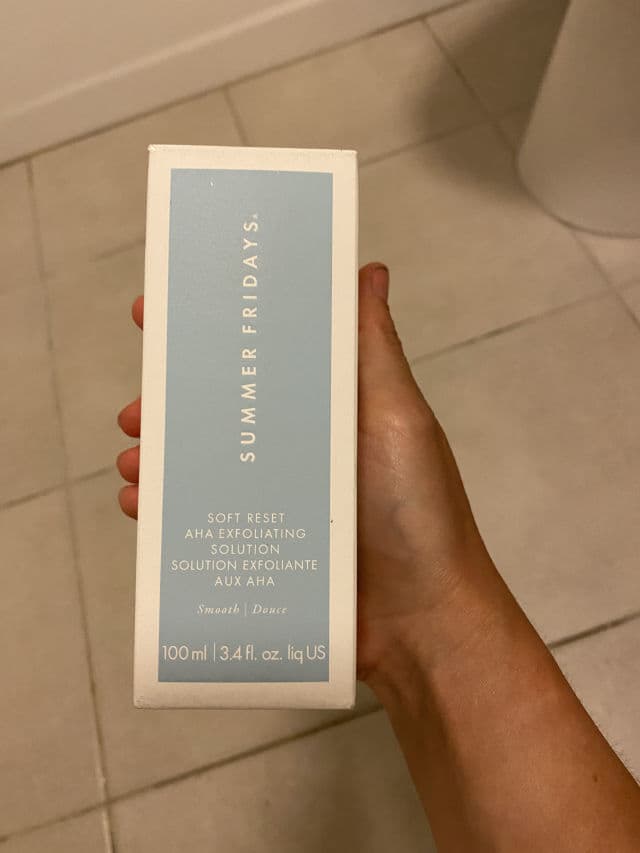 SUMMER FRIDAYS
SOFT RESET
AHA EXFOLIATING
SOLUTION
SOLUTION EXFOLIANTE
AUX AHA
Smooth | Douce
100 ml | 3.4 fl. oz. liq US